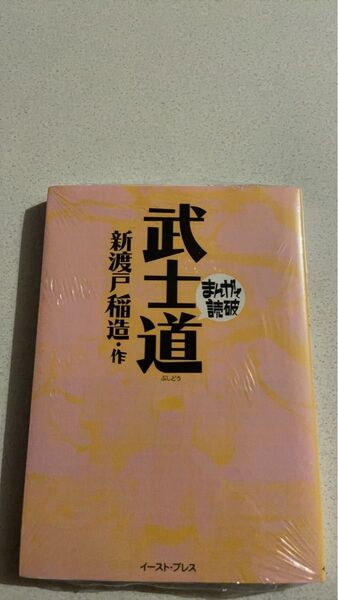 武士道
ぶしどう
新渡戸稲造・作
まんがで
読破
イースト・プレス